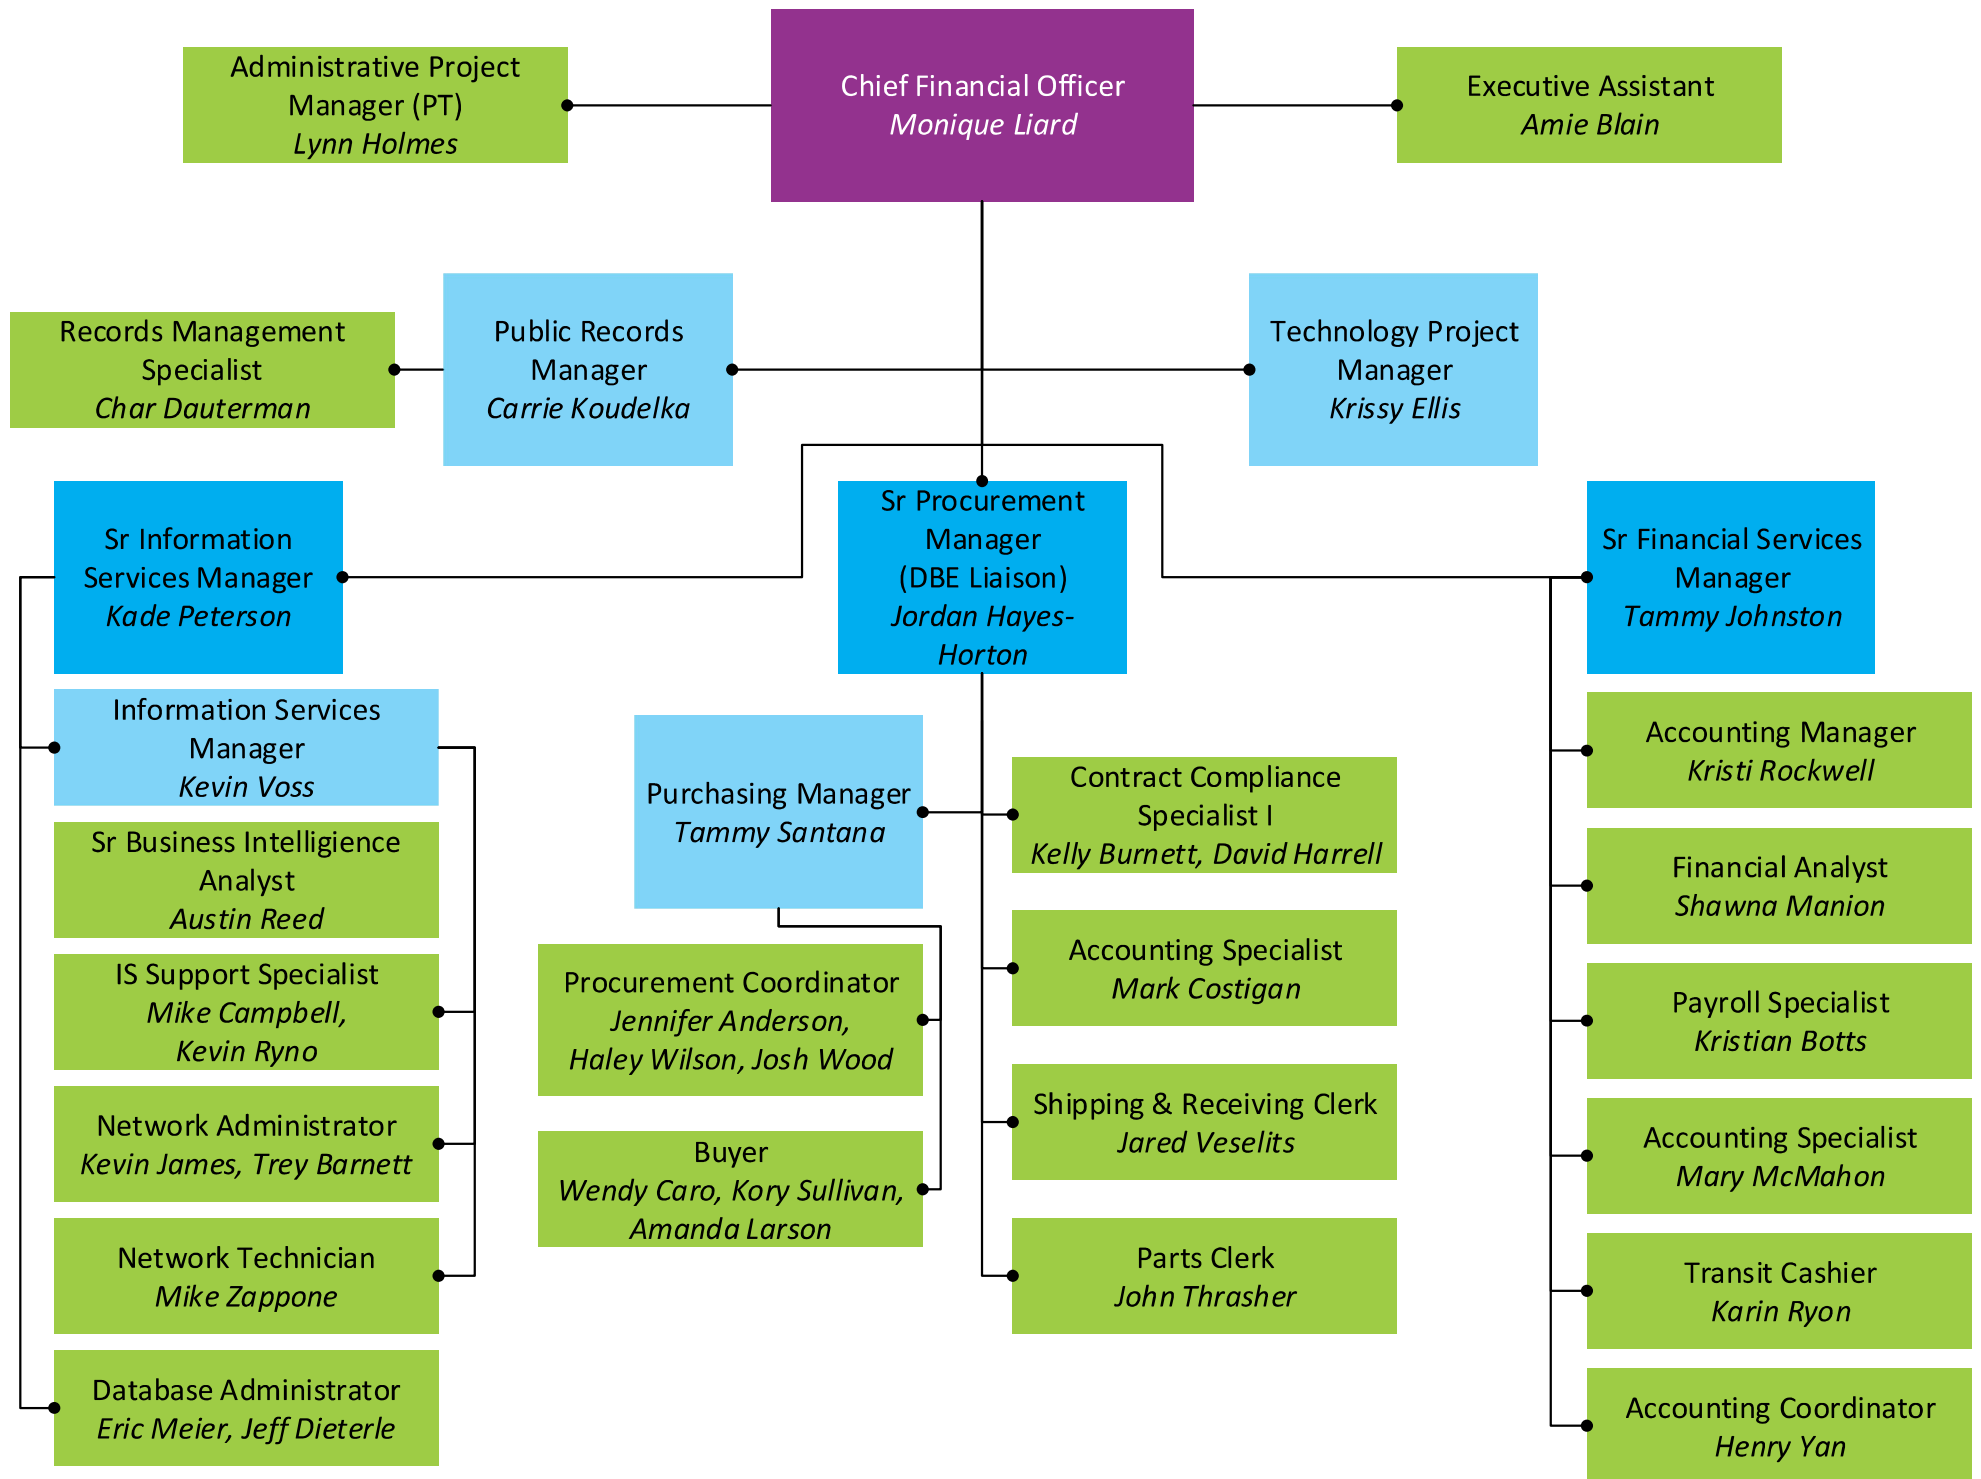 Administrative Project
Manager (PT)
Lynn Holmes
Chief Financial Officer
Monique Liard
Executive Assistant
Amie Blain
Records Management
Specialist
Char Dauterman
Public Records
Manager
Carrie Koudelka
Technology Project
Manager
Krissy Ellis
Sr Information
Services Manager
Kade Peterson
Sr Procurement
Manager
(DBE Liaison)
Jordan Hayes-
Horton
Sr Financial Services
Manager
Tammy Johnston
Information Services
Manager
Kevin Voss
Sr Business Intelligience
Analyst
Austin Reed
IS Support Specialist
Mike Campbell,
Kevin Ryno
Network Administrator
Kevin James, Trey Barnett
Network Technician
Mike Zappone
Database Administrator
Eric Meier, Jeff Dieterle
Purchasing Manager
Tammy Santana
Procurement Coordinator
Jennifer Anderson,
Haley Wilson, Josh Wood
Buyer
Wendy Caro, Kory Sullivan,
Amanda Larson
Contract Compliance
Specialist I
Kelly Burnett, David Harrell
Accounting Specialist
Mark Costigan
Shipping & Receiving Clerk
Jared Veselits
Parts Clerk
John Thrasher
Accounting Manager
Kristi Rockwell
Financial Analyst
Shawna Manion
Payroll Specialist
Kristian Botts
Accounting Specialist
Mary McMahon
Transit Cashier
Karin Ryon
Accounting Coordinator
Henry Yan